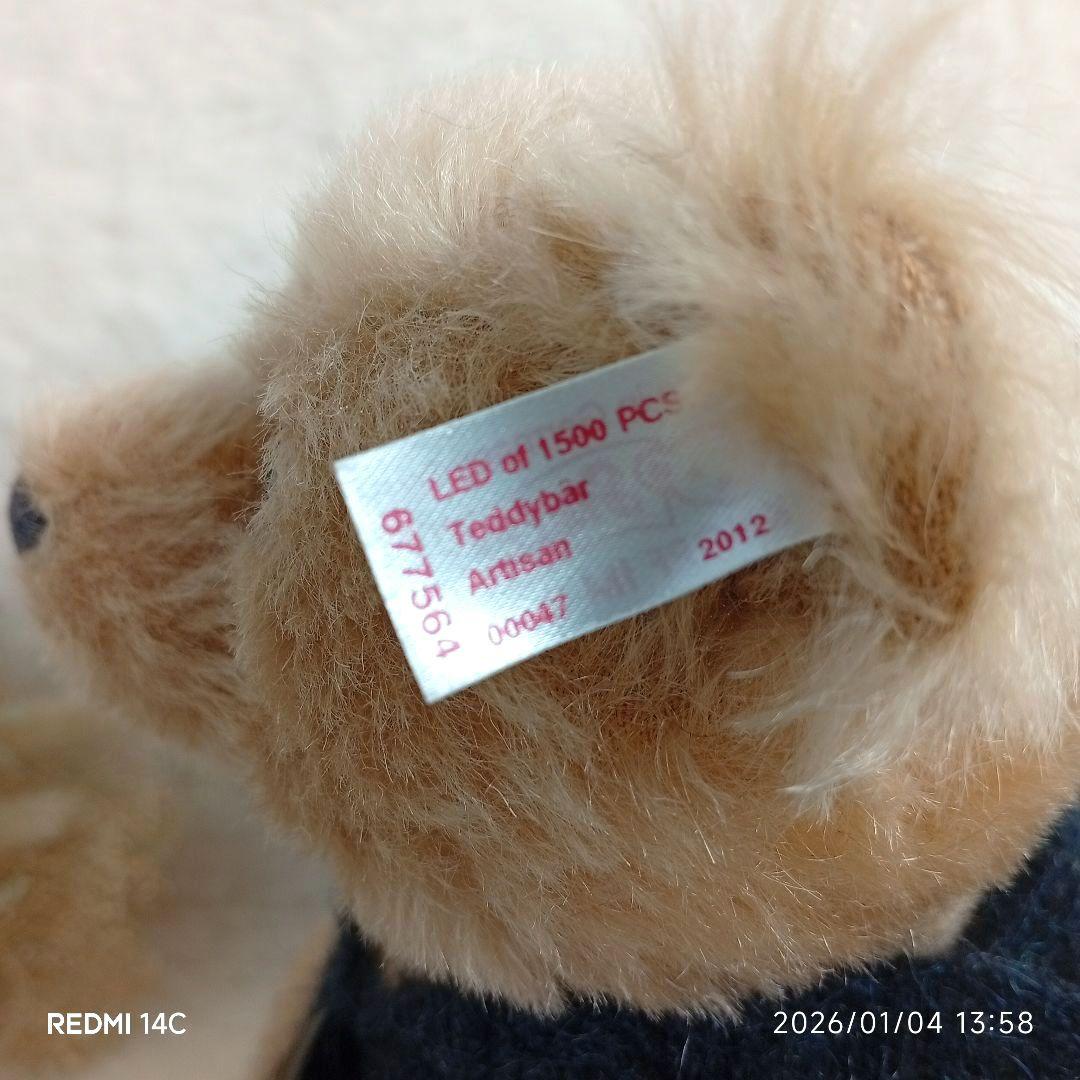 LED of 1500 PCS
Teddybar
Artisan
00047
2012
677564
REDMI 14C
2026/01/04 13:58